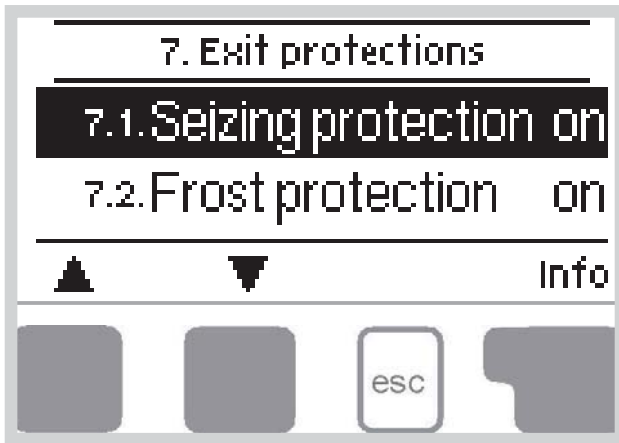 7. Exit protections
7.1.Seizing protection on
7.2.Frost protection on
Info
esc